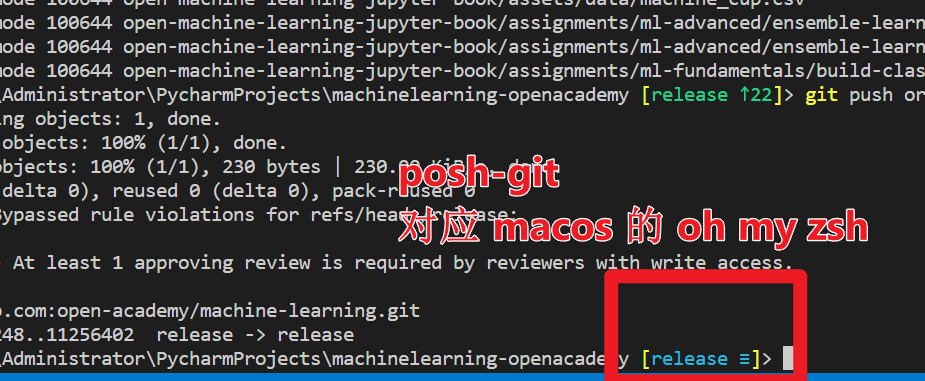 open-machine-learning-jupyter-book/assets/data/machine_cup.csv
mode 100644 open-machine-learning-jupyter-book/assignments/ml-advanced/ensemble-learn
mode 100644 open-machine-learning-jupyter-book/assignments/ml-advanced/ensemble-learn
mode 100644 open-machine-learning-jupyter-book/assignments/ml-fundamentals/build-clas
\Administrator\PycharmProjects\machinelearning-openacademy [release ↑22]> git push or
ing objects: 1, done.
objects: 100% (1/1), done.
objects: 100% (1/1), 230 bytes | 230.00 KiB
posh-git
(delta 0), reused 0 (delta 0), pack-reused 0
Bypassed rule violations for
对应 macos 的 oh my zsh
At least 1 approving review is required by reviewers with write access.
.com:open-academy/machine-learning.git
248..11256402 release -> release
\Administrator\PycharmProjects\machinelearning-openacademy [release ≡]>